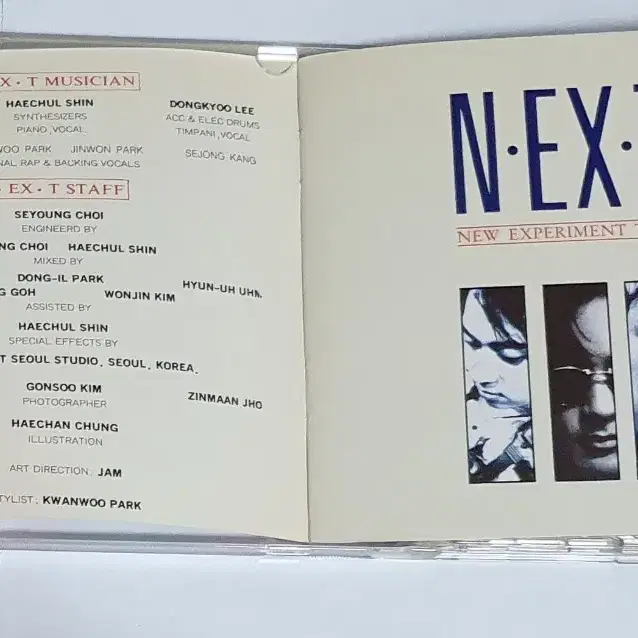 X · T MUSICIAN
HAECHUL SHIN
SYNTHESIZERS
PIANO, VOCAL
DONGKYOO LEE
ACC & ELEC DRUMS
TIMPANI, VOCAL
WOO PARK JINWON PARK
NAL RAP & BACKING VOCALS
SEJONG KANG
EX · T STAFF
SEYOUNG CHOI
ENGINEERD BY
NG CHOI HAECHUL SHIN
MIXED BY
DONG-IL PARK
HYUN-UH UHM.
G GOH WONJIN KIM
ASSISTED BY
HAECHUL SHIN
SPECIAL EFFECTS BY
T SEOUL STUDIO, SEOUL, KOREA.
GONSOO KIM
PHOTOGRAPHER
ZINMAAN JHO
HAECHAN CHUNG
ILLUSTRATION
ART DIRECTION: JAM
TYLIST: KWANWOO PARK
N·EX·T
NEW EXPERIMENT T